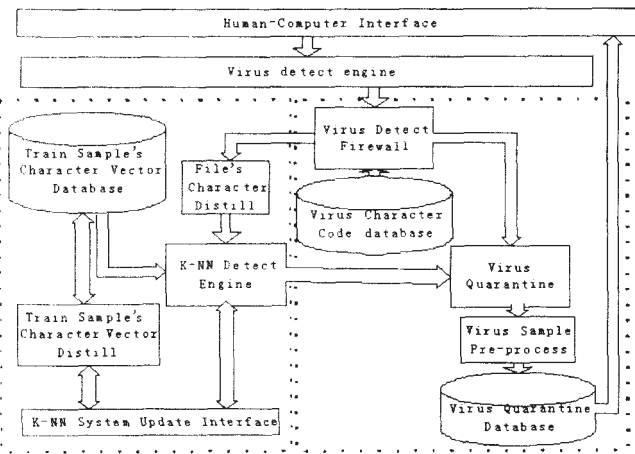 Human-Computer Interface
Virus detect engine
Virus Detect
Firewall
Train Sample's
Character Vector
Database
File's
Character
Distill
Virus Character
Code database
K-NN Detect
Engine
Virus
Quarantine
Train Sample's
Character Vector
Distill
Virus Sample
Pre-process
K-NN System Update Interface
Virus Quarantine
Database